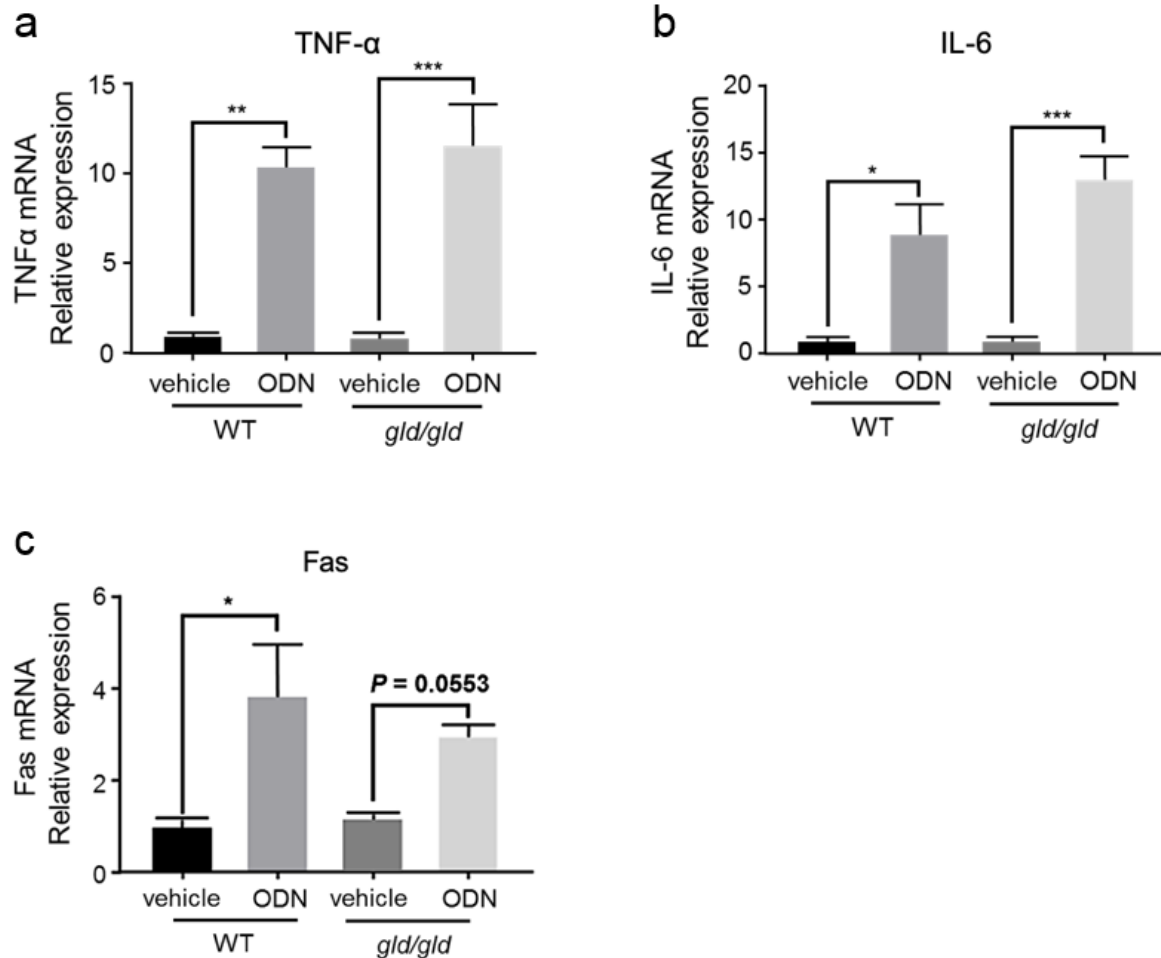 a
TNF-α
TNFα mRNA
Relative expression
15
10
5
0
**
***
vehicle ODN vehicle ODN
WT gld/gld
b
IL-6
IL-6 mRNA
Relative expression
20
15
10
5
0
*
***
vehicle ODN vehicle ODN
WT gld/gld
c
Fas
Fas mRNA
Relative expression
6
4
2
0
*
P = 0.0553
vehicle ODN vehicle ODN
WT gld/gld